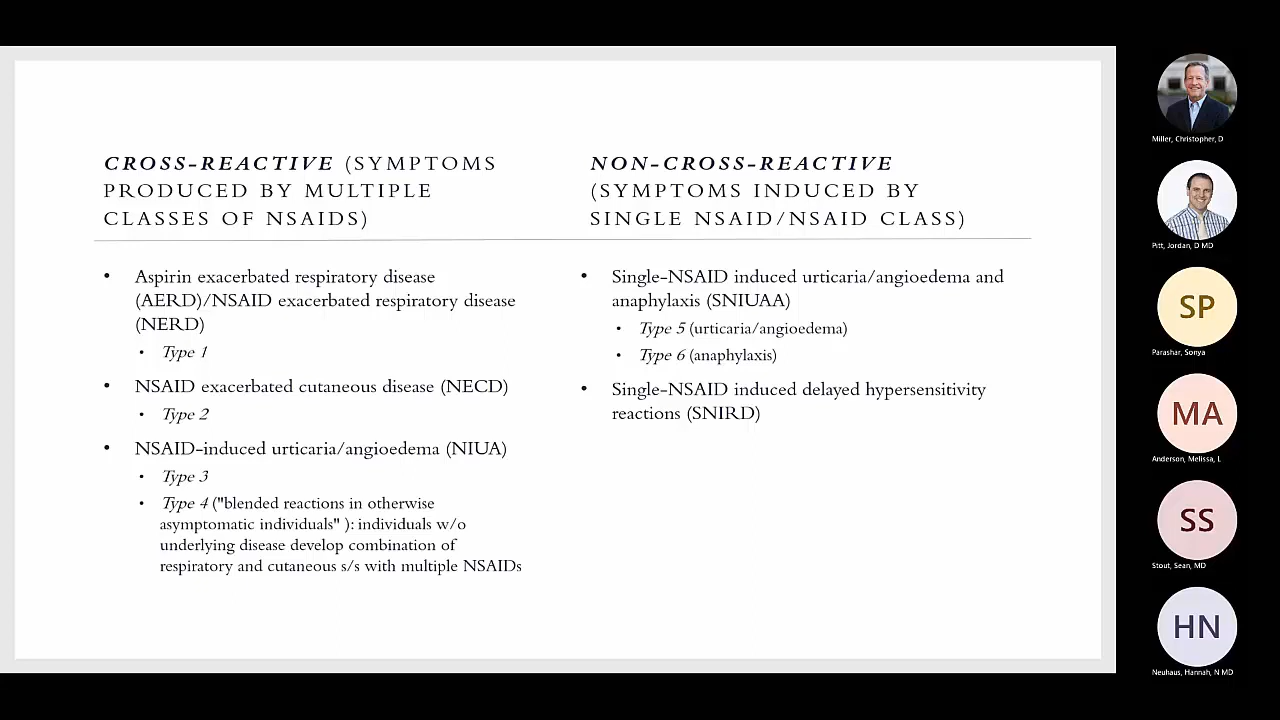 CROSS-REACTIVE (SYMPTOMS
PRODUCED BY MULTIPLE
CLASSES OF NSAIDS)
• Aspirin exacerbated respiratory disease
(AERD)/NSAID exacerbated respiratory disease
(NERD)
• Type 1
• NSAID exacerbated cutaneous disease (NECD)
• Type 2
• NSAID-induced urticaria/angioedema (NIUA)
• Type 3
• Type 4 ("blended reactions in otherwise
asymptomatic individuals" ): individuals w/o
underlying disease develop combination of
respiratory and cutaneous s/s with multiple NSAIDs
NON-CROSS-REACTIVE
(SYMPTOMS INDUCED BY
SINGLE NSAID/NSAID CLASS)
• Single-NSAID induced urticaria/angioedema and
anaphylaxis (SNIUAA)
• Type 5 (urticaria/angioedema)
• Type 6 (anaphylaxis)
• Single-NSAID induced delayed hypersensitivity
reactions (SNIRD)
Miller, Christopher, D
Pitt, Jordan, D MD
SP
Parashar, Sonya
MA
Anderson, Melissa, L
SS
Stout, Sean, MD
HN
Neuhaus, Hannah, N MD